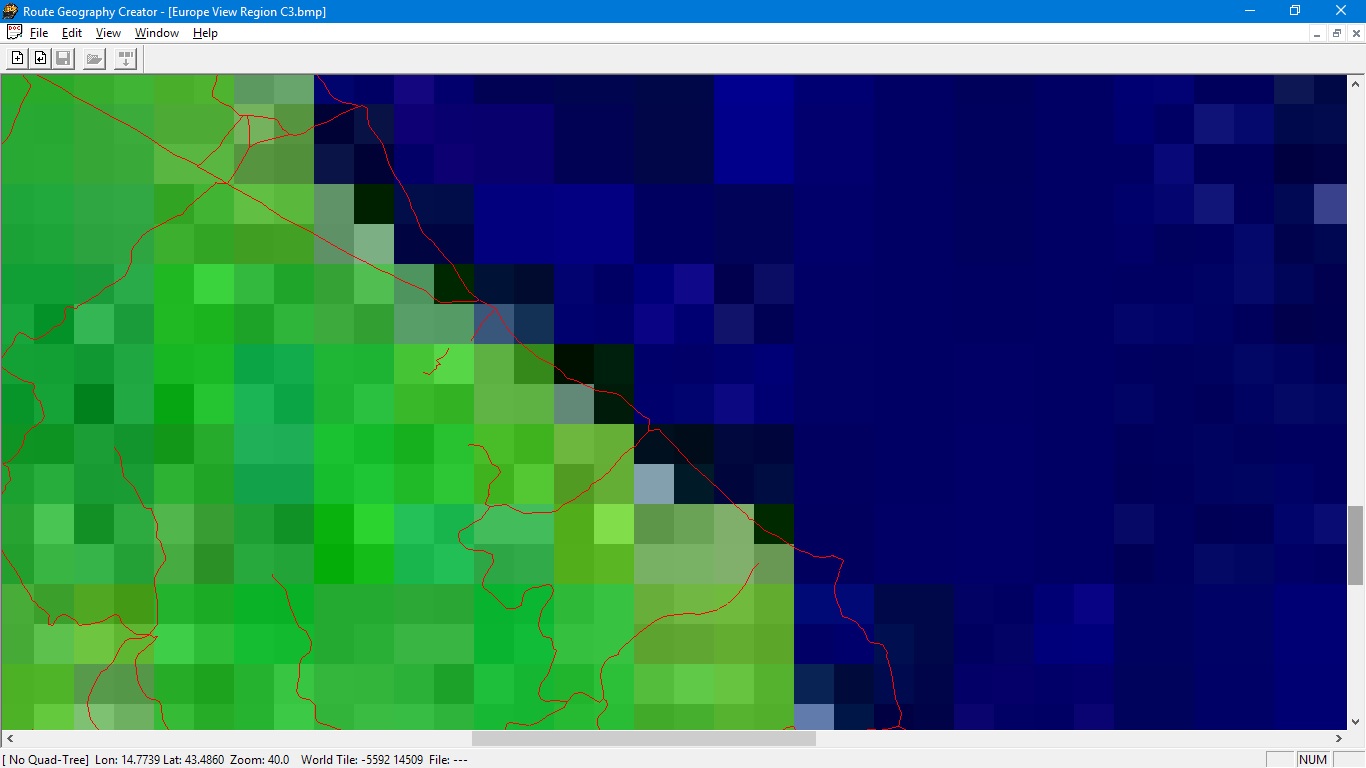 Route Geography Creator - [Europe View Region C3.bmp]
File Edit View Window Help
[ No Quad-Tree] Lon: 14.7739 Lat: 43.4860 Zoom: 40.0 World Tile: -5592 14509 File: --- NUM